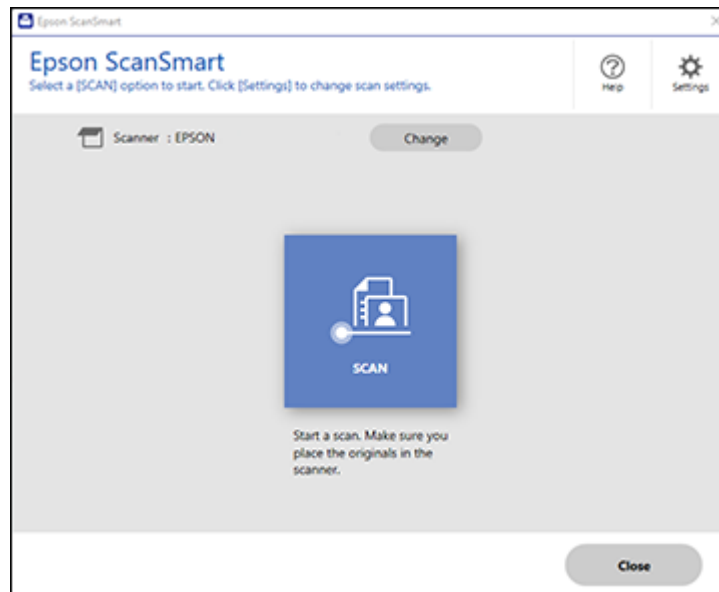 Epson ScanSmart
Epson ScanSmart
Select a [SCAN] option to start. Click [Settings] to change scan settings.
Help
Settings
Scanner : EPSON
Change
SCAN
Start a scan. Make sure you
place the originals in the
scanner.
Close